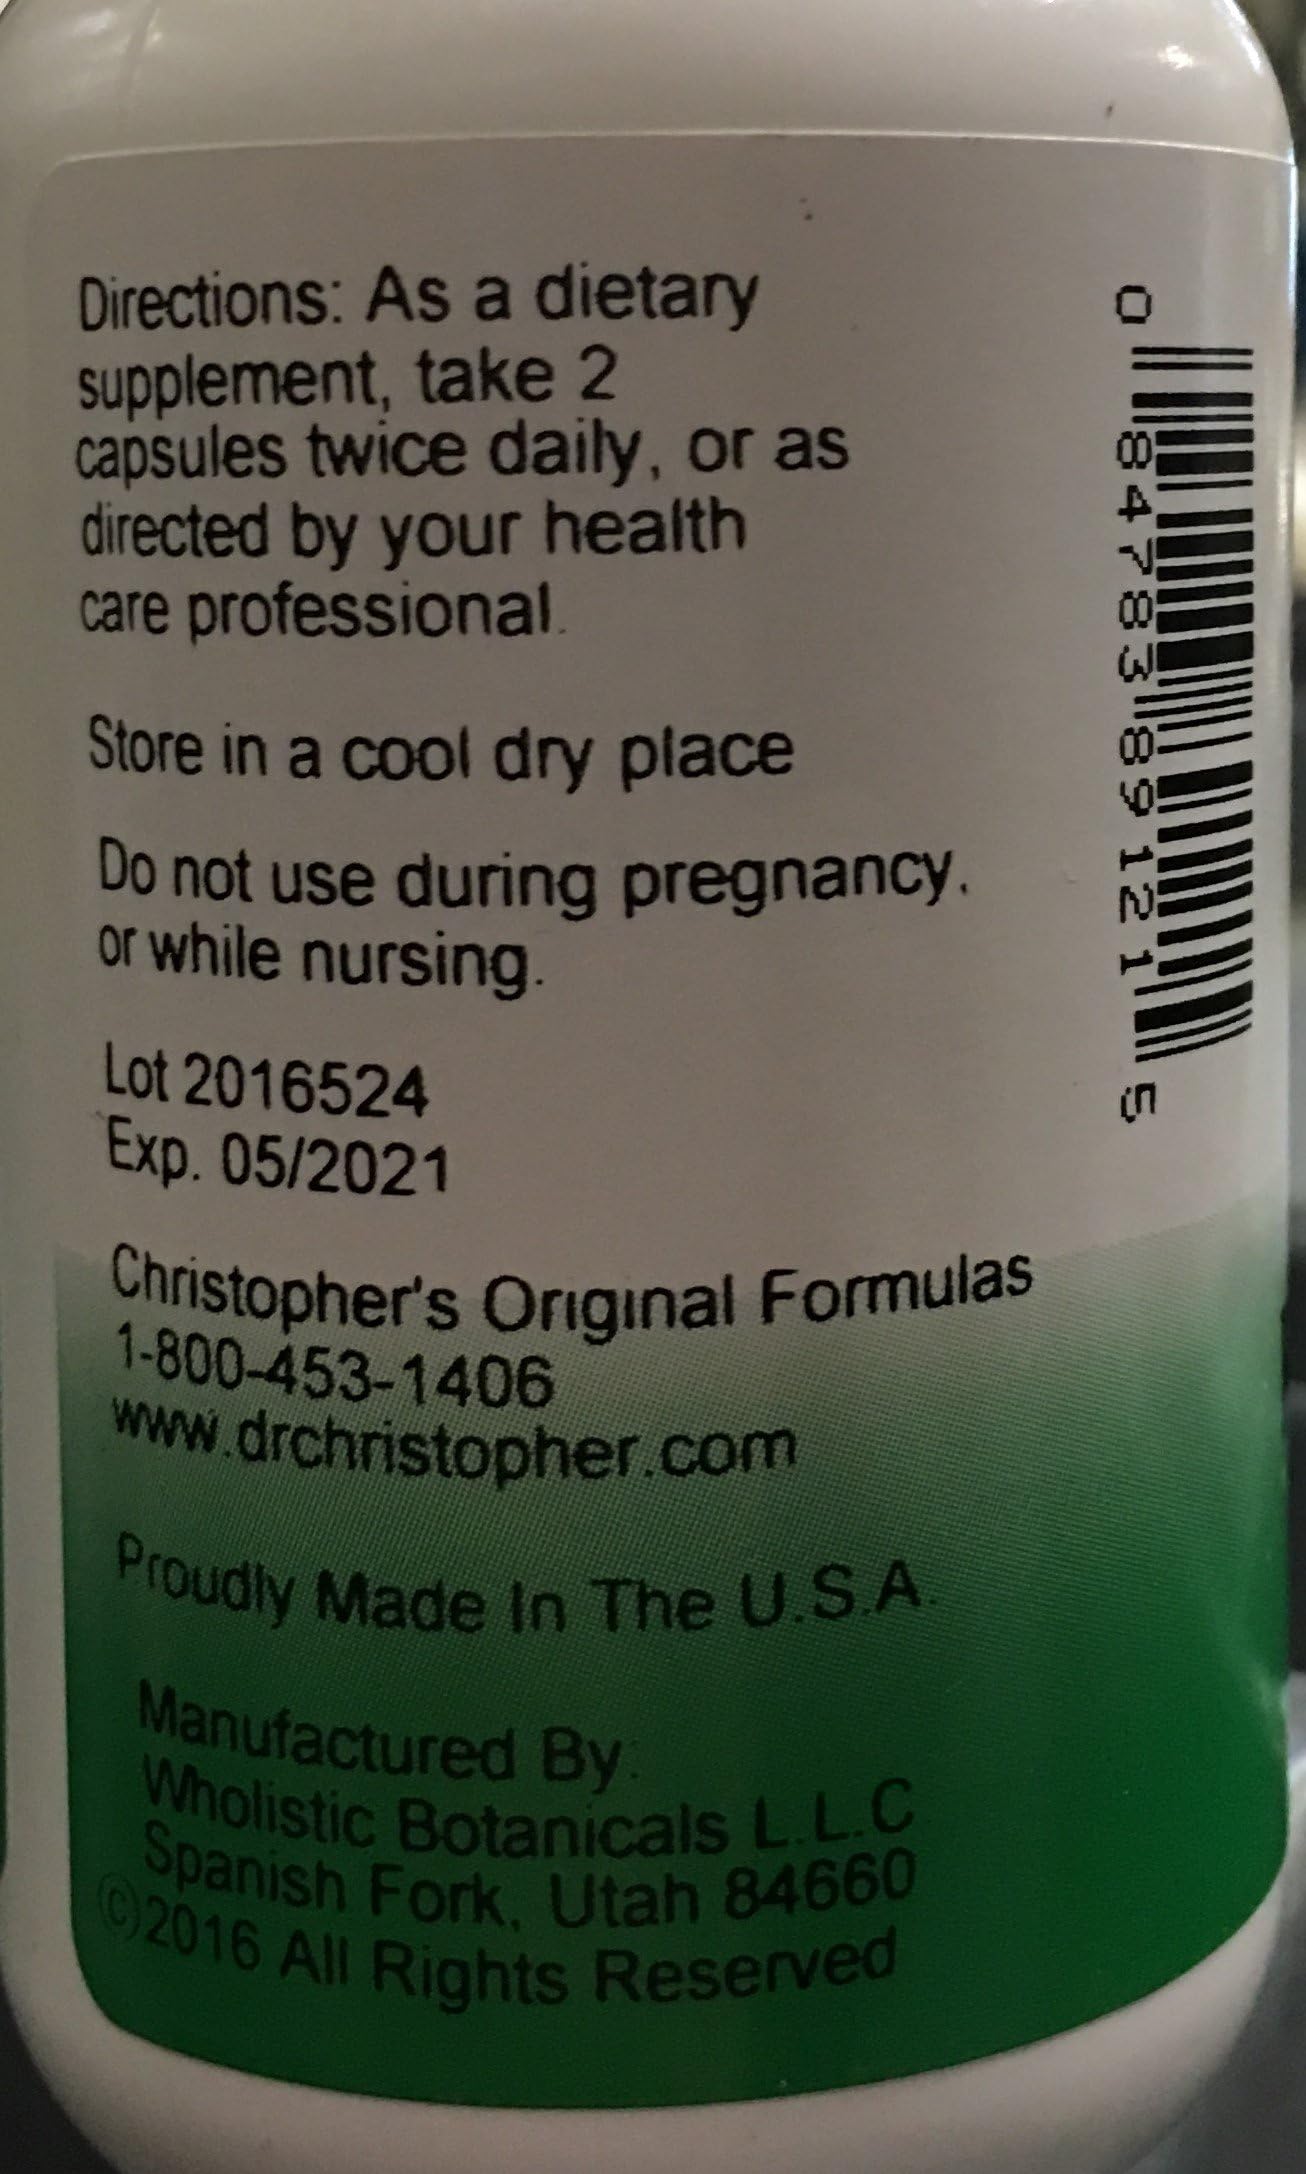 Directions: As a dietary
supplement, take 2
capsules twice daily, or as
directed by your health
care professional.
Store in a cool dry place
Do not use during pregnancy.
or while nursing.
Lot 2016524
Exp. 05/2021
Christopher's Original Formulas
1-800-453-1406
www.drchristopher.com
Proudly Made In The U.S.A.
Manufactured By:
Wholistic Botanicals L.L.C
Spanish Fork, Utah 84660
©2016 All Rights Reserved
0 84783 89121 5